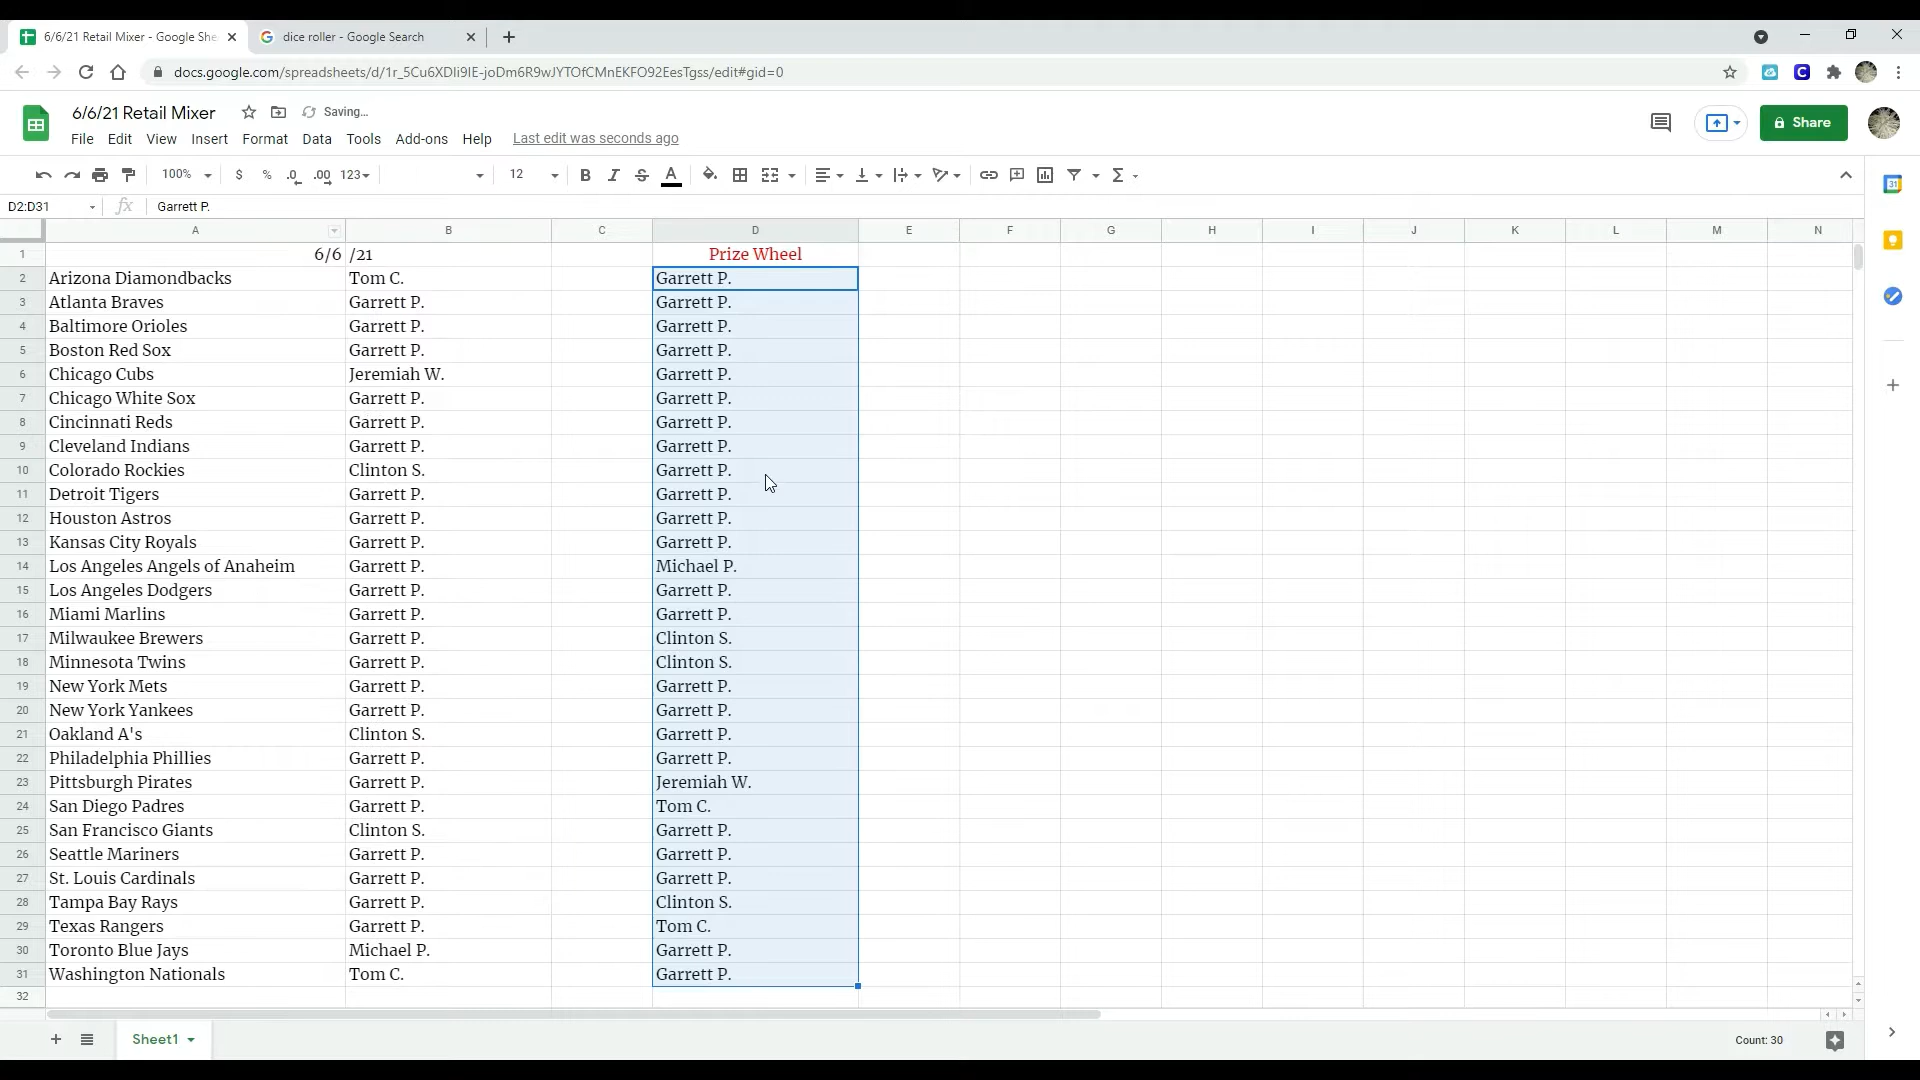 6/6/21 Retail Mixer - Google She
dice roller - Google Search
docs.google.com/spreadsheets/d/1r_5Cu6XDIi9IE-joDm6R9wJYTOfCMnEKFO92EesTgss/edit#gid=0
6/6/21 Retail Mixer Saving...
File Edit View Insert Format Data Tools Add-ons Help Last edit was seconds ago
Share
100% $ % .0 .00 123 12 B I S A Σ
D2:D31 fx Garrett P.
A B C D E F G H I J K L M N
1 6/6 /21 Prize Wheel
2 Arizona Diamondbacks Tom C. Garrett P.
3 Atlanta Braves Garrett P. Garrett P.
4 Baltimore Orioles Garrett P. Garrett P.
5 Boston Red Sox Garrett P. Garrett P.
6 Chicago Cubs Jeremiah W. Garrett P.
7 Chicago White Sox Garrett P. Garrett P.
8 Cincinnati Reds Garrett P. Garrett P.
9 Cleveland Indians Garrett P. Garrett P.
10 Colorado Rockies Clinton S. Garrett P.
11 Detroit Tigers Garrett P. Garrett P.
12 Houston Astros Garrett P. Garrett P.
13 Kansas City Royals Garrett P. Garrett P.
14 Los Angeles Angels of Anaheim Garrett P. Michael P.
15 Los Angeles Dodgers Garrett P. Garrett P.
16 Miami Marlins Garrett P. Garrett P.
17 Milwaukee Brewers Garrett P. Clinton S.
18 Minnesota Twins Garrett P. Clinton S.
19 New York Mets Garrett P. Garrett P.
20 New York Yankees Garrett P. Garrett P.
21 Oakland A's Clinton S. Garrett P.
22 Philadelphia Phillies Garrett P. Garrett P.
23 Pittsburgh Pirates Garrett P. Jeremiah W.
24 San Diego Padres Garrett P. Tom C.
25 San Francisco Giants Clinton S. Garrett P.
26 Seattle Mariners Garrett P. Garrett P.
27 St. Louis Cardinals Garrett P. Garrett P.
28 Tampa Bay Rays Garrett P. Clinton S.
29 Texas Rangers Garrett P. Tom C.
30 Toronto Blue Jays Michael P. Garrett P.
31 Washington Nationals Tom C. Garrett P.
32
Sheet1
Count: 30